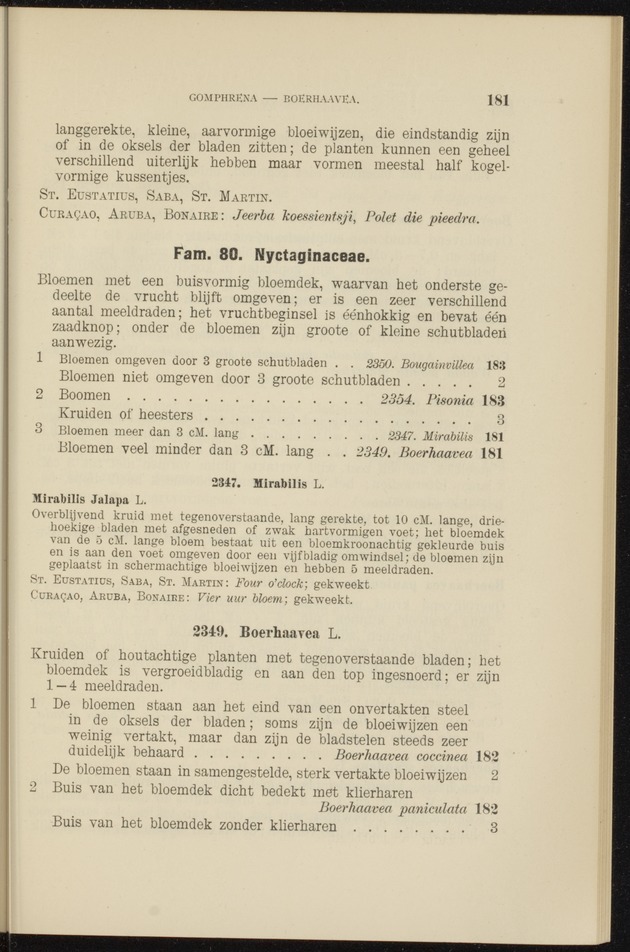 GOMPHRENA — BOERHAAVEA. 181
langgerekte, kleine, aarvormige bloeiwijzen, die eindstandig zijn
of in de oksels der bladen zitten; de planten kunnen een geheel
verschillend uiterlijk hebben maar vormen meestal half kogel-
vormige kussentjes.
ST. EUSTATIUS, SABA, ST. MARTIN.
CURAÇAO, ARUBA, BONAIRE: Jeerba koessientsji, Polet die pieedra.
Fam. 80. Nyctaginaceae.
Bloemen met een buisvormig bloemdek, waarvan het onderste ge-
deelte de vrucht blijft omgeven; er is een zeer verschillend
aantal meeldraden; het vruchtbeginsel is éénhokkig en bevat één
zaadknop; onder de bloemen zijn groote of kleine schutbladen
aanwezig.
1 Bloemen omgeven door 3 groote schutbladen . . 2350. Bougainvillea 183
Bloemen niet omgeven door 3 groote schutbladen . . . . . 2
2 Boomen . . . . . . . . . . . . . . . . 2354. Pisonia 183
Kruiden of heesters . . . . . . . . . . . . . . . . . . 3
3 Bloemen meer dan 3 cM. lang . . . . . . . . . 2347. Mirabilis 181
Bloemen veel minder dan 3 cM. lang . . 2349. Boerhaavea 181
2347. Mirabilis L.
Mirabilis Jalapa L.
Overblijvend kruid met tegenoverstaande, lang gerekte, tot 10 cM. lange, drie-
hoekige bladen met afgesneden of zwak hartvormigen voet; het bloemdek
van de 5 cM. lange bloem bestaat uit een bloemkroonachtig gekleurde buis
en is aan den voet omgeven door een vijfbladig omwindsel; de bloemen zijn
geplaatst in schermachtige bloeiwijzen en hebben 5 meeldraden.
ST. EUSTATIUS, SABA, ST. MARTIN: Four o'clock; gekweekt
CURAÇAO, ARUBA, BONAIRE: Vier uur bloem; gekweekt.
2349. Boerhaavea L.
Kruiden of houtachtige planten met tegenoverstaande bladen; het
bloemdek is vergroeidbladig en aan den top ingesnoerd; er zijn
1–4 meeldraden.
1 De bloemen staan aan het eind van een onvertakten steel
in de oksels der bladen; soms zijn de bloeiwijzen een
weinig vertakt, maar dan zijn de bladstelen steeds zeer
duidelijk behaard . . . . . . . . . Boerhaavea coccinea 182
De bloemen staan in samengestelde, sterk vertakte bloeiwijzen 2
2 Buis van het bloemdek dicht bedekt met klierharen
Boerhaavea paniculata 182
Buis van het bloemdek zonder klierharen . . . . . . . . 3